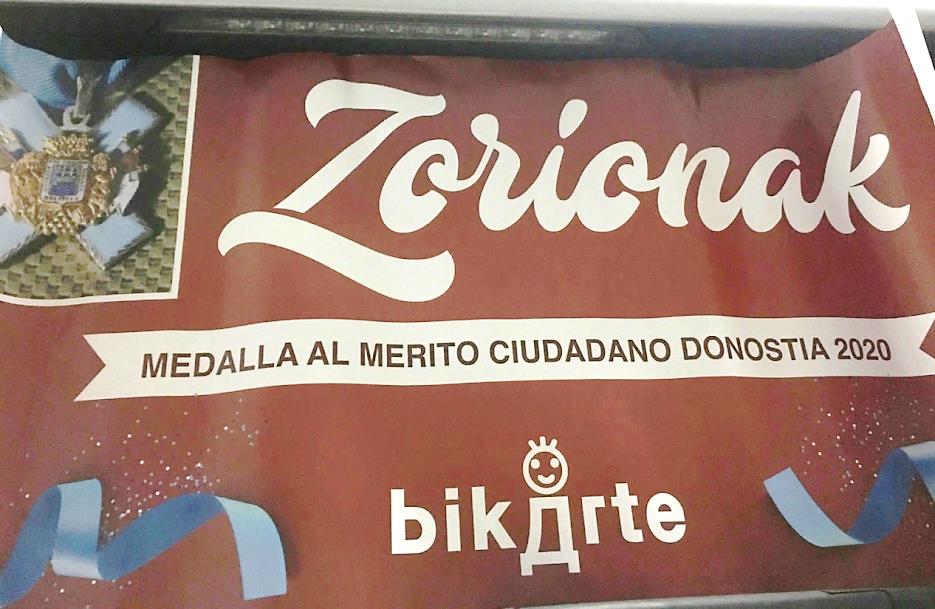 Zorionak
MEDALLA AL MERITO CIUDADANO DONOSTIA 2020
bikArte